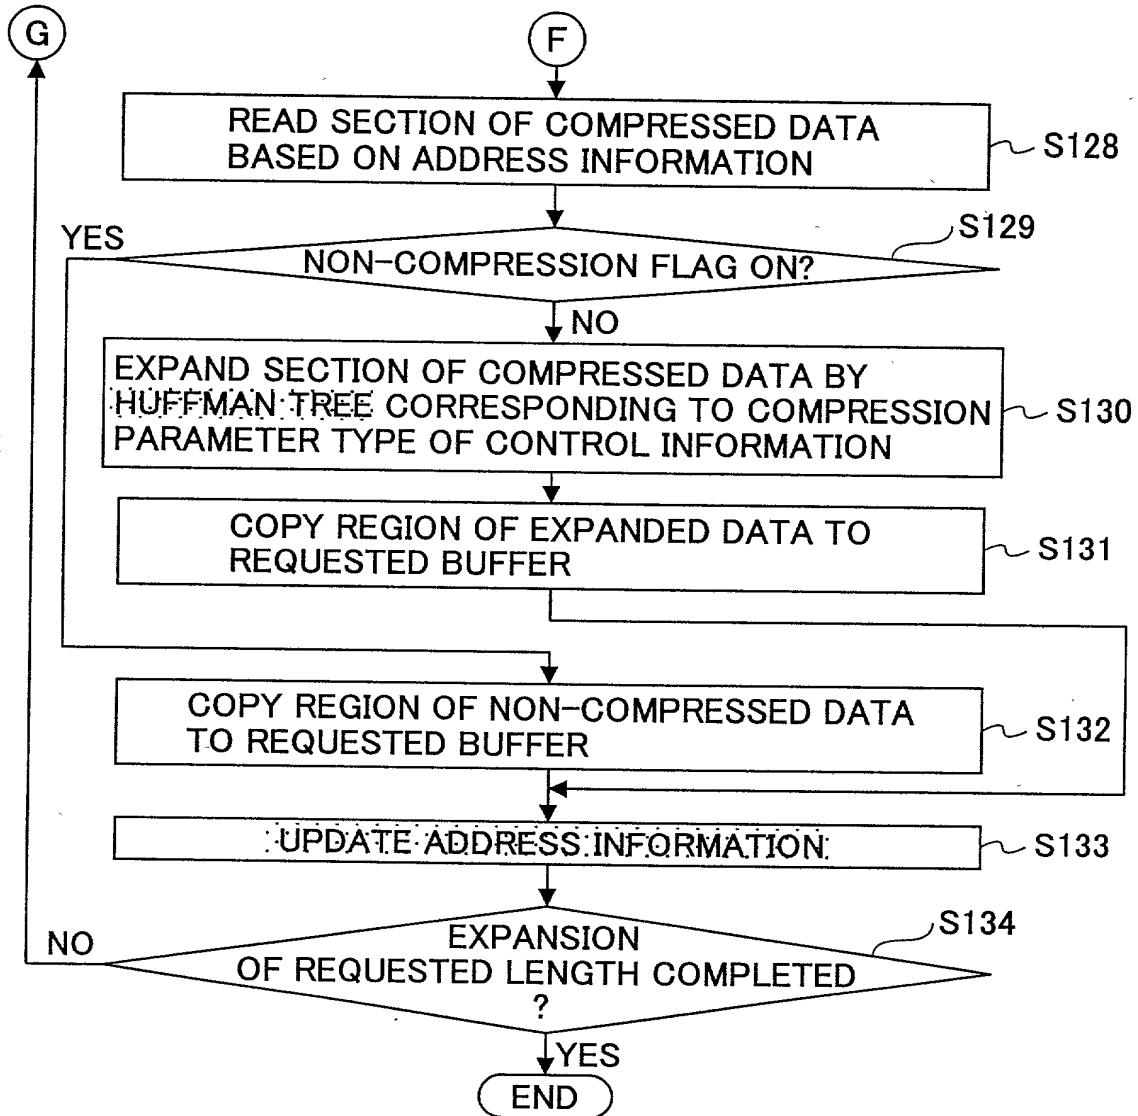 G
F
READ SECTION OF COMPRESSED DATA
BASED ON ADDRESS INFORMATION
S128
S129
YES
NON-COMPRESSION FLAG ON?
NO
EXPAND SECTION OF COMPRESSED DATA BY
HUFFMAN TREE CORRESPONDING TO COMPRESSION
PARAMETER TYPE OF CONTROL INFORMATION
S130
COPY REGION OF EXPANDED DATA TO
REQUESTED BUFFER
S131
COPY REGION OF NON-COMPRESSED DATA
TO REQUESTED BUFFER
S132
UPDATE ADDRESS INFORMATION
S133
S134
NO
EXPANSION
OF REQUESTED LENGTH COMPLETED
?
YES
END